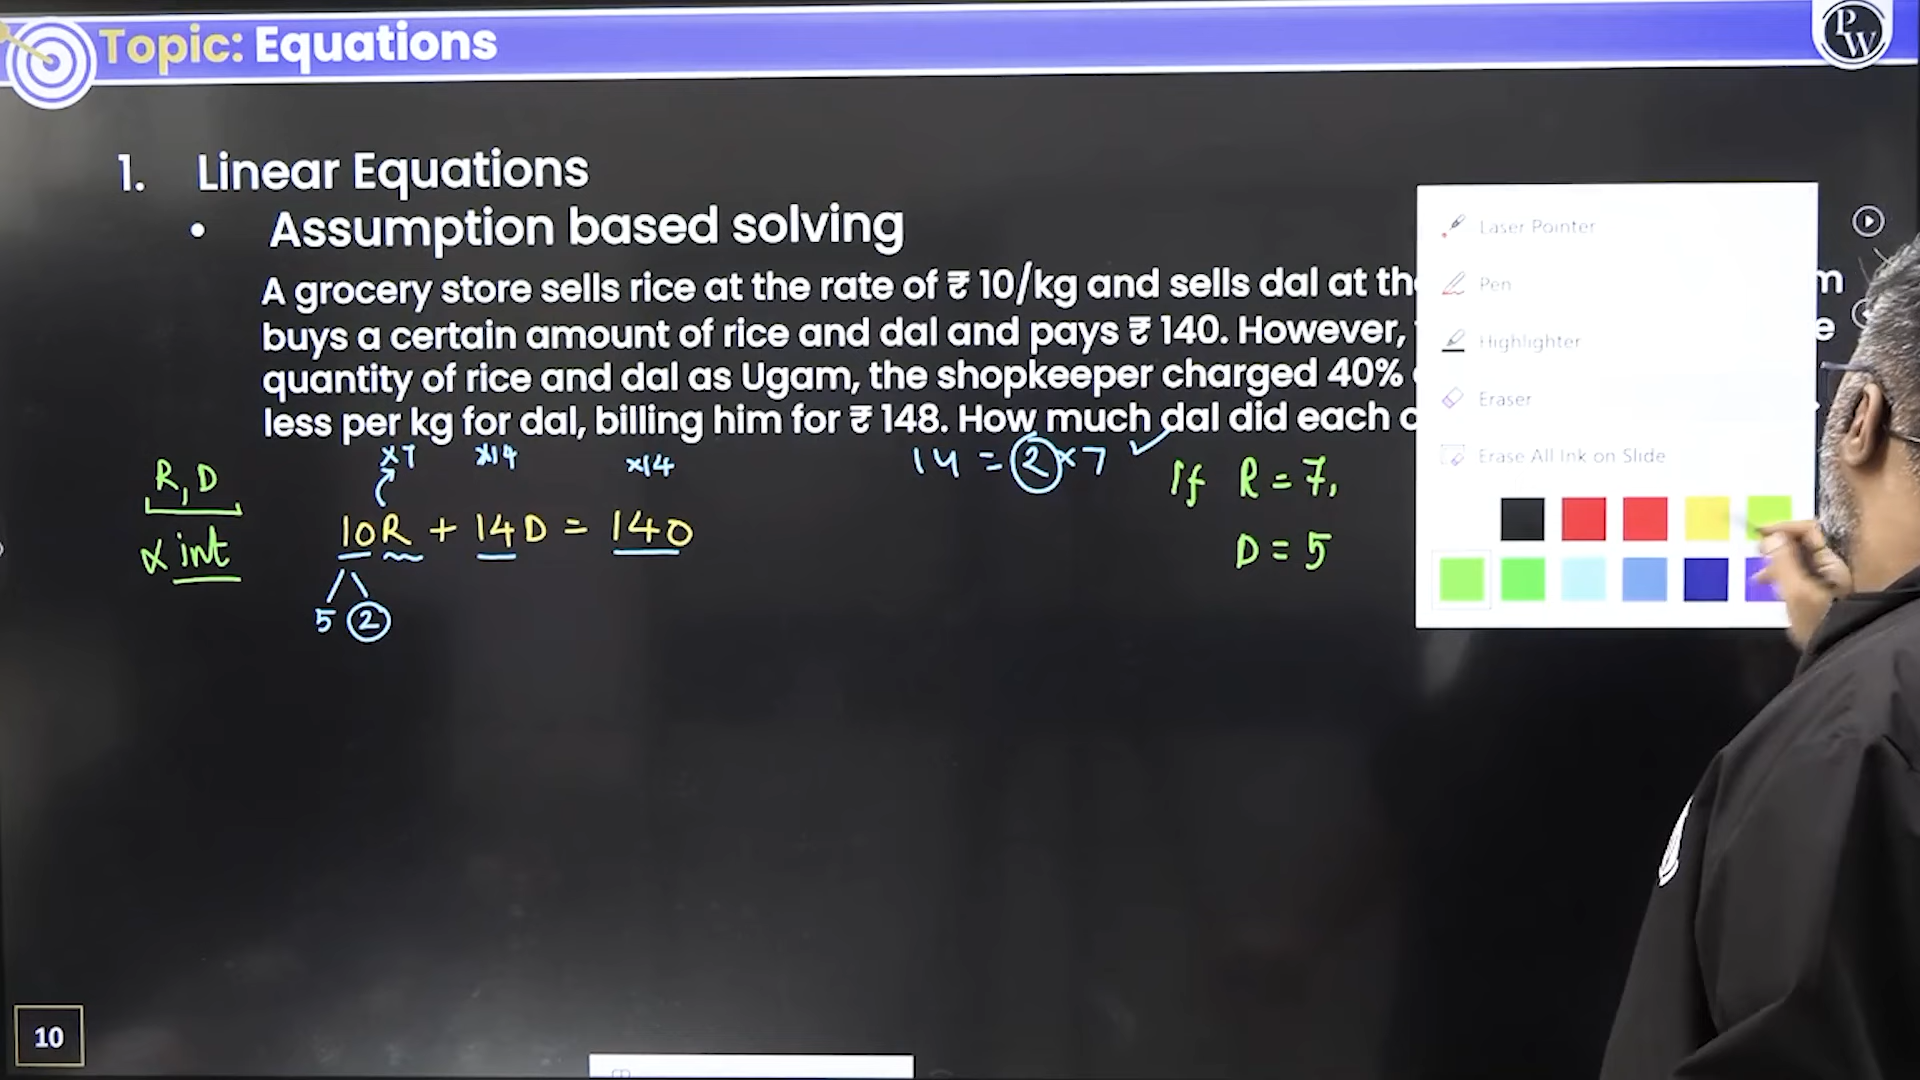 Topic: Equations
PW
1. Linear Equations
• Assumption based solving
A grocery store sells rice at the rate of ₹ 10/kg and sells dal at
buys a certain amount of rice and dal and pays ₹ 140. However,
quantity of rice and dal as Ugam, the shopkeeper charged 40%
less per kg for dal, billing him for ₹ 148. How much dal did each
R, D
α int
x7 x14 x14
10R + 14D = 140
5 2
14 = 2 x 7 ✓
If R = 7,
D = 5
Laser Pointer
Pen
Highlighter
Eraser
Erase All Ink on Slide
10